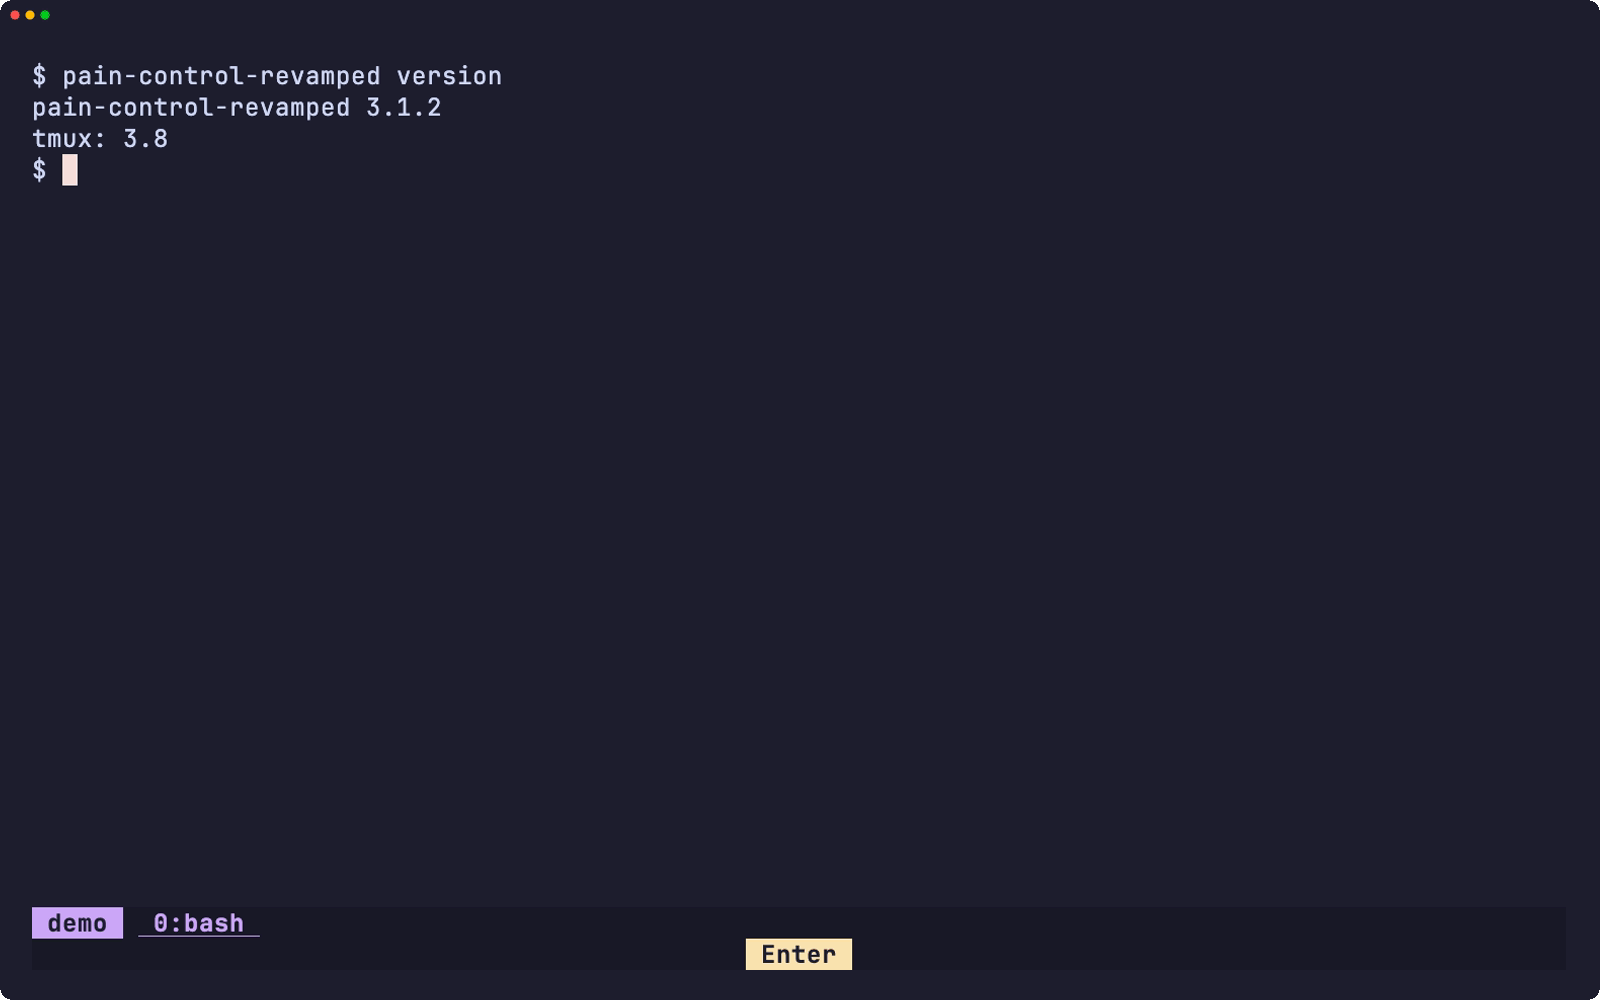 $ pain-control-revamped version
pain-control-revamped 3.1.2
tmux: 3.8
$
demo 0:bash
Enter